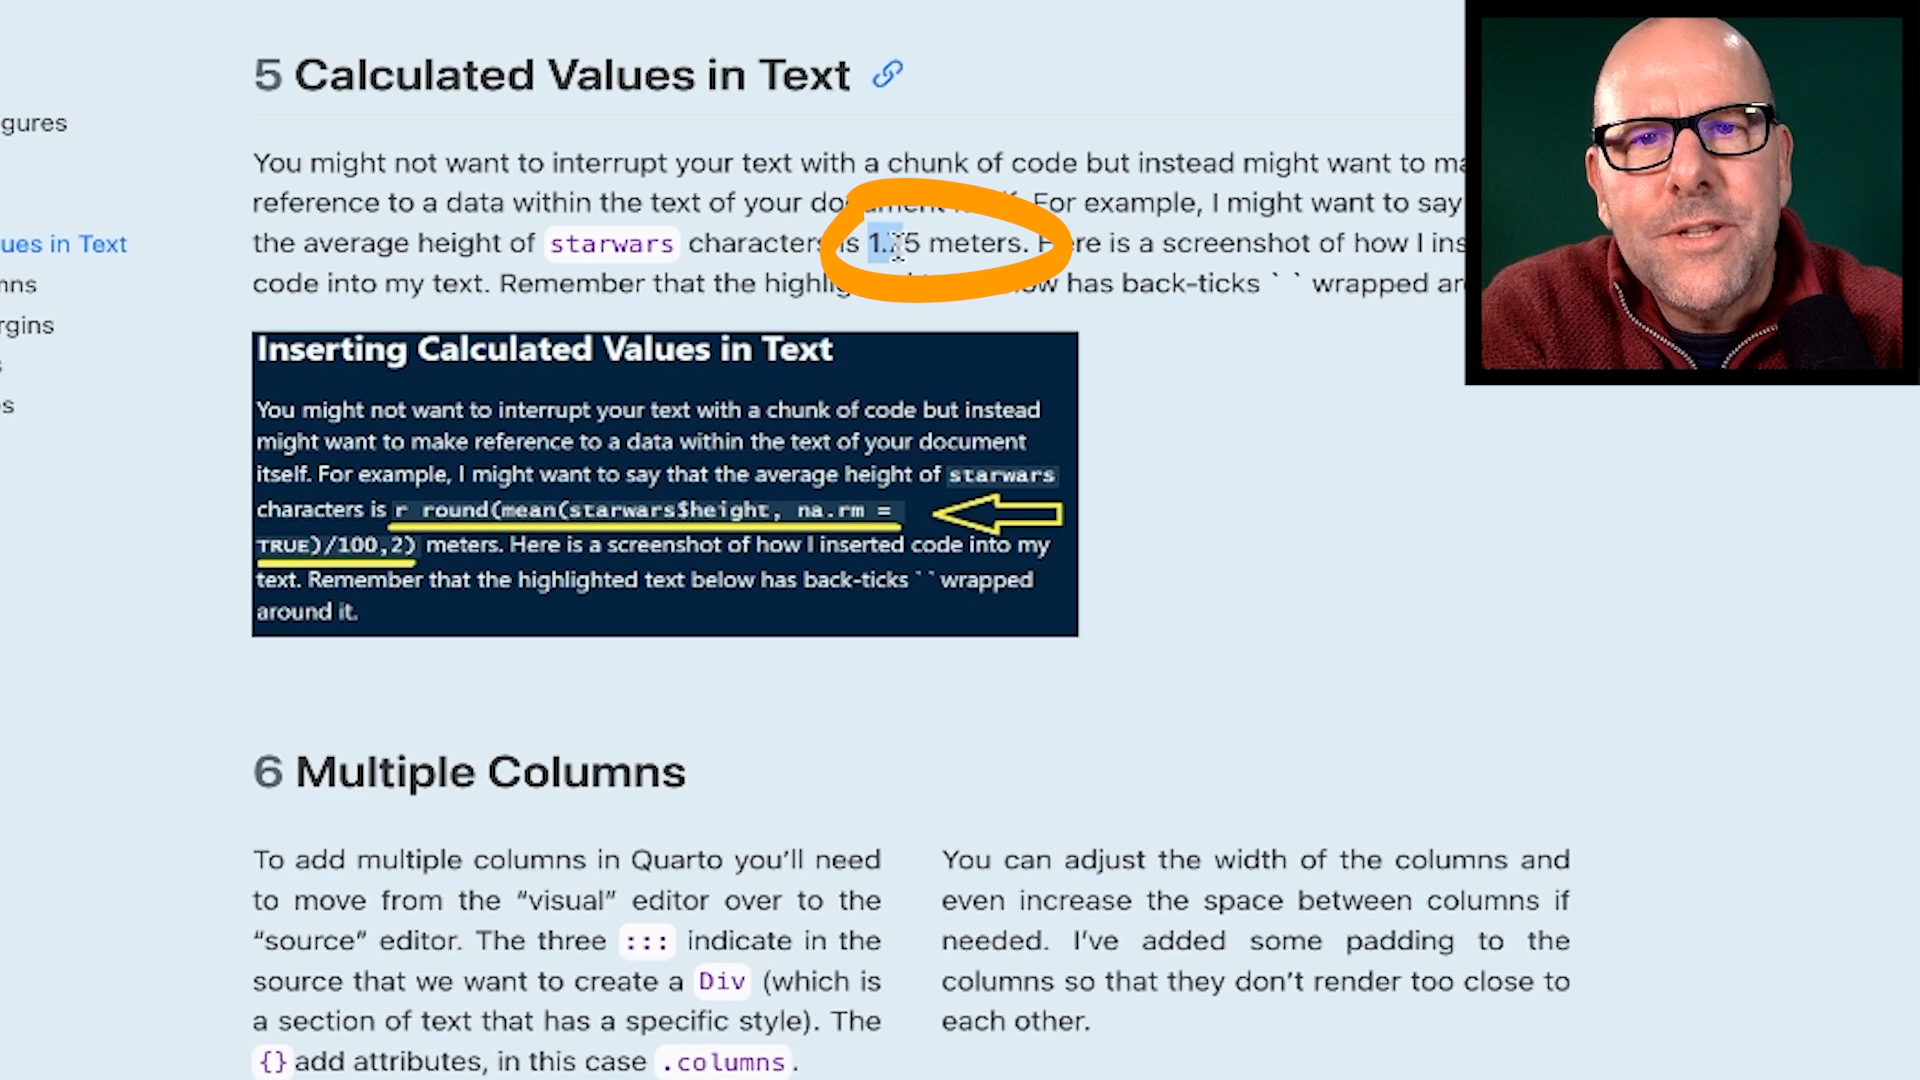 5 Calculated Values in Text
gures
You might not want to interrupt your text with a chunk of code but instead might want to ma
reference to a data within the text of your document For example, I might want to say
the average height of starwars characters is 1.75 meters. Here is a screenshot of how I ins
ues in Text
code into my text. Remember that the highlig ow has back-ticks ` ` wrapped ar
nns
rgins
s
s
Inserting Calculated Values in Text
You might not want to interrupt your text with a chunk of code but instead
might want to make reference to a data within the text of your document
itself. For example, I might want to say that the average height of starwars
characters is r round(mean(starwars$height, na.rm =
TRUE)/100,2) meters. Here is a screenshot of how I inserted code into my
text. Remember that the highlighted text below has back-ticks ` ` wrapped
around it.
6 Multiple Columns
To add multiple columns in Quarto you’ll need
to move from the “visual” editor over to the
“source” editor. The three ::: indicate in the
source that we want to create a Div (which is
a section of text that has a specific style). The
{} add attributes, in this case .columns.
You can adjust the width of the columns and
even increase the space between columns if
needed. I’ve added some padding to the
columns so that they don’t render too close to
each other.